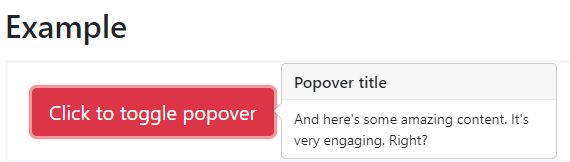 Example
Click to toggle popover
Popover title
And here's some amazing content. It's
very engaging. Right?